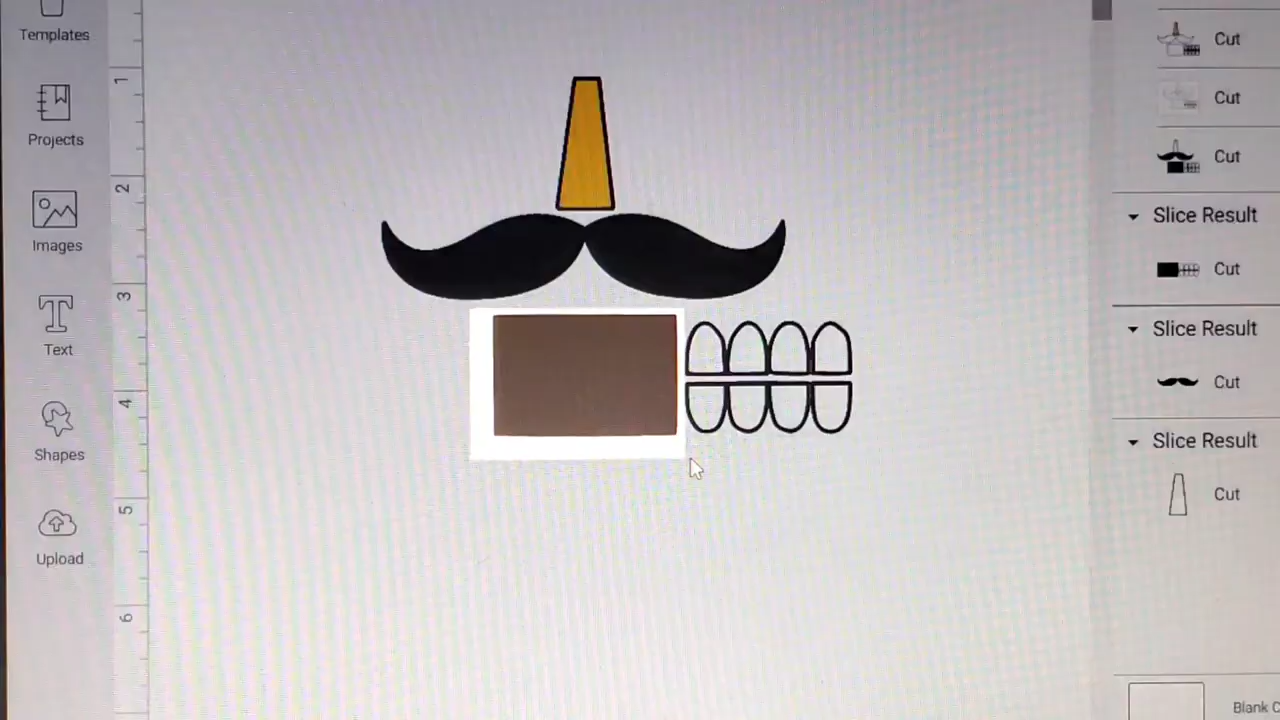 Templates
Projects
Images
Text
Shapes
Upload
1
2
3
4
5
6
Cut
Cut
Cut
Slice Result
Cut
Slice Result
Cut
Slice Result
Cut
Blank C